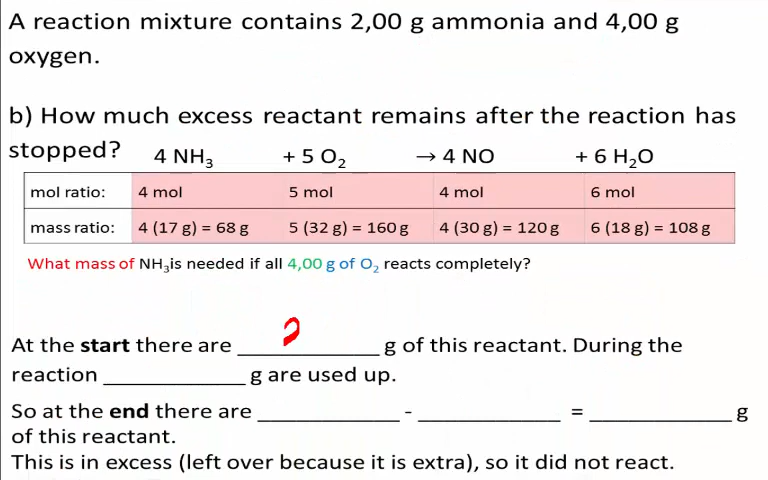 A reaction mixture contains 2,00 g ammonia and 4,00 g
oxygen.
b) How much excess reactant remains after the reaction has
stopped?
4 NH₃ + 5 O₂ → 4 NO + 6 H₂O
mol ratio: 4 mol 5 mol 4 mol 6 mol
mass ratio: 4 (17 g) = 68 g 5 (32 g) = 160 g 4 (30 g) = 120 g 6 (18 g) = 108 g
What mass of NH₃is needed if all 4,00 g of O₂ reacts completely?
2
At the start there are ____________ g of this reactant. During the
reaction ____________ g are used up.
So at the end there are ____________ - ____________ = ____________ g
of this reactant.
This is in excess (left over because it is extra), so it did not react.